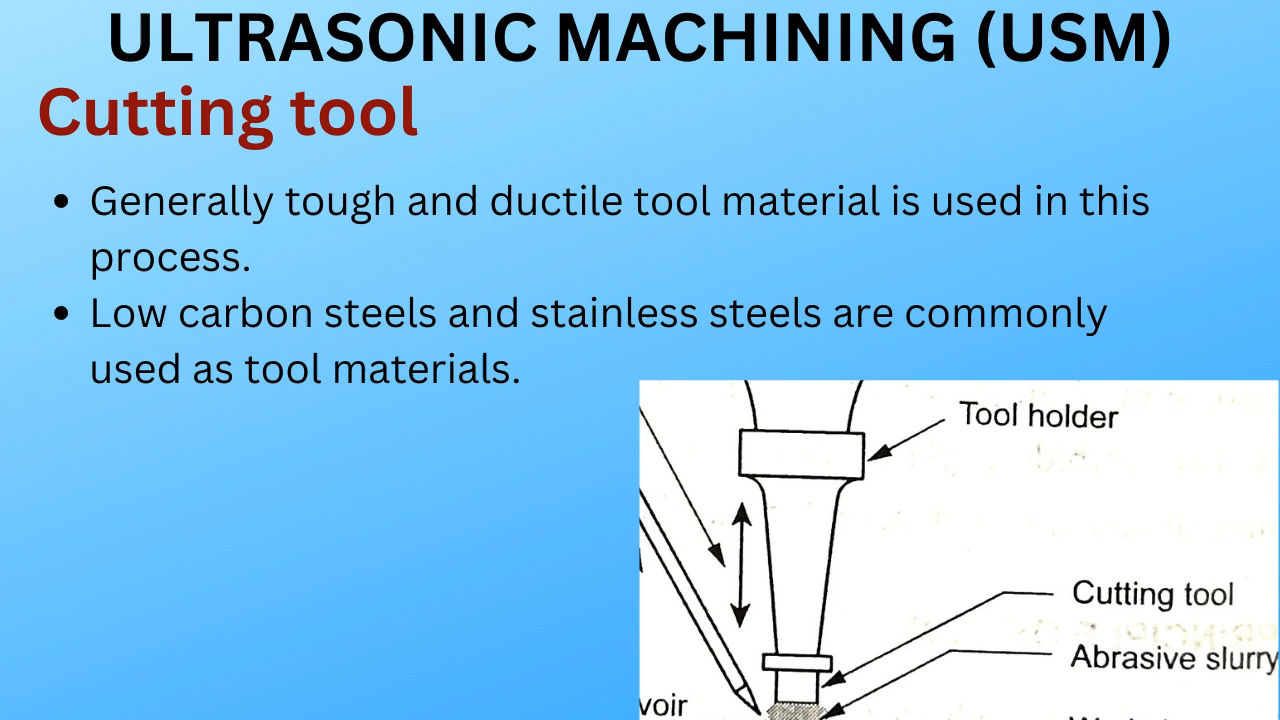 ULTRASONIC MACHINING (USM)
Cutting tool
• Generally tough and ductile tool material is used in this
process.
• Low carbon steels and stainless steels are commonly
used as tool materials.
Tool holder
Cutting tool
Abrasive slurry
voir